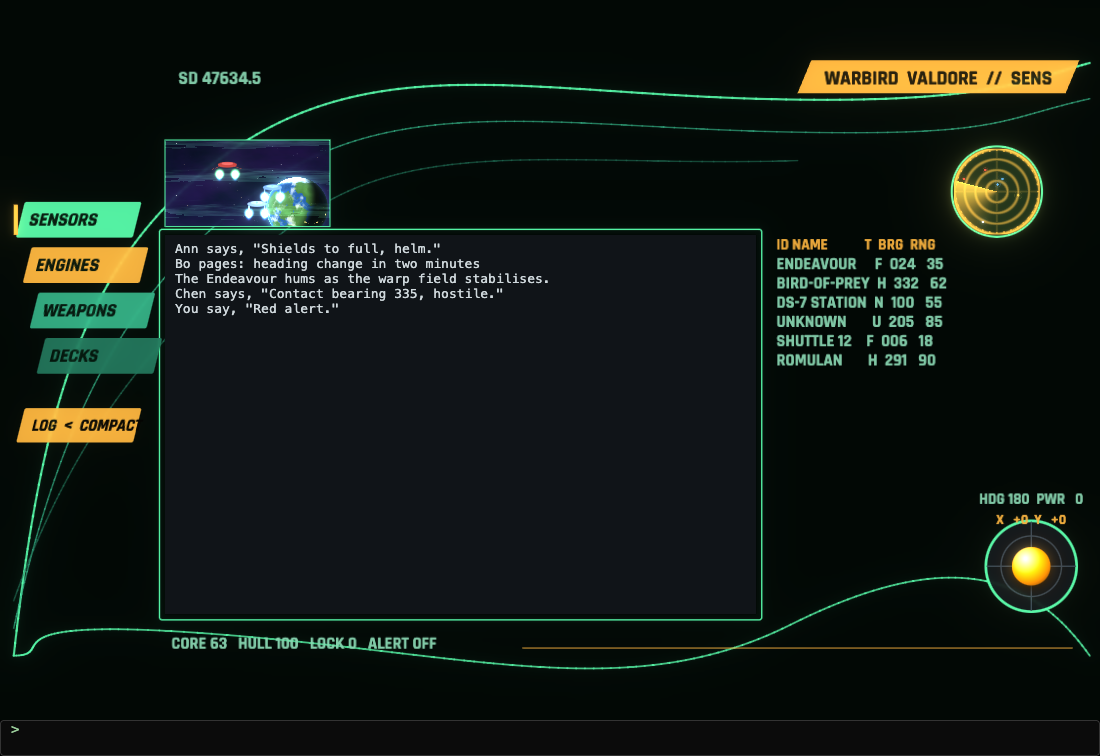 SD 47634.5
WARBIRD VALDORE // SENS
SENSORS
ENGINES
WEAPONS
DECKS
LOG < COMPACT
Ann says, "Shields to full, helm."
Bo pages: heading change in two minutes
The Endeavour hums as the warp field stabilises.
Chen says, "Contact bearing 335, hostile."
You say, "Red alert."
ID NAME T BRG RNG
ENDEAVOUR F 024 35
BIRD-OF-PREY H 332 62
DS-7 STATION N 100 55
UNKNOWN U 205 85
SHUTTLE 12 F 006 18
ROMULAN H 291 90
HDG 180 PWR 0
X +0 Y +0
CORE 63 HULL 100 LOCK 0 ALERT OFF
>